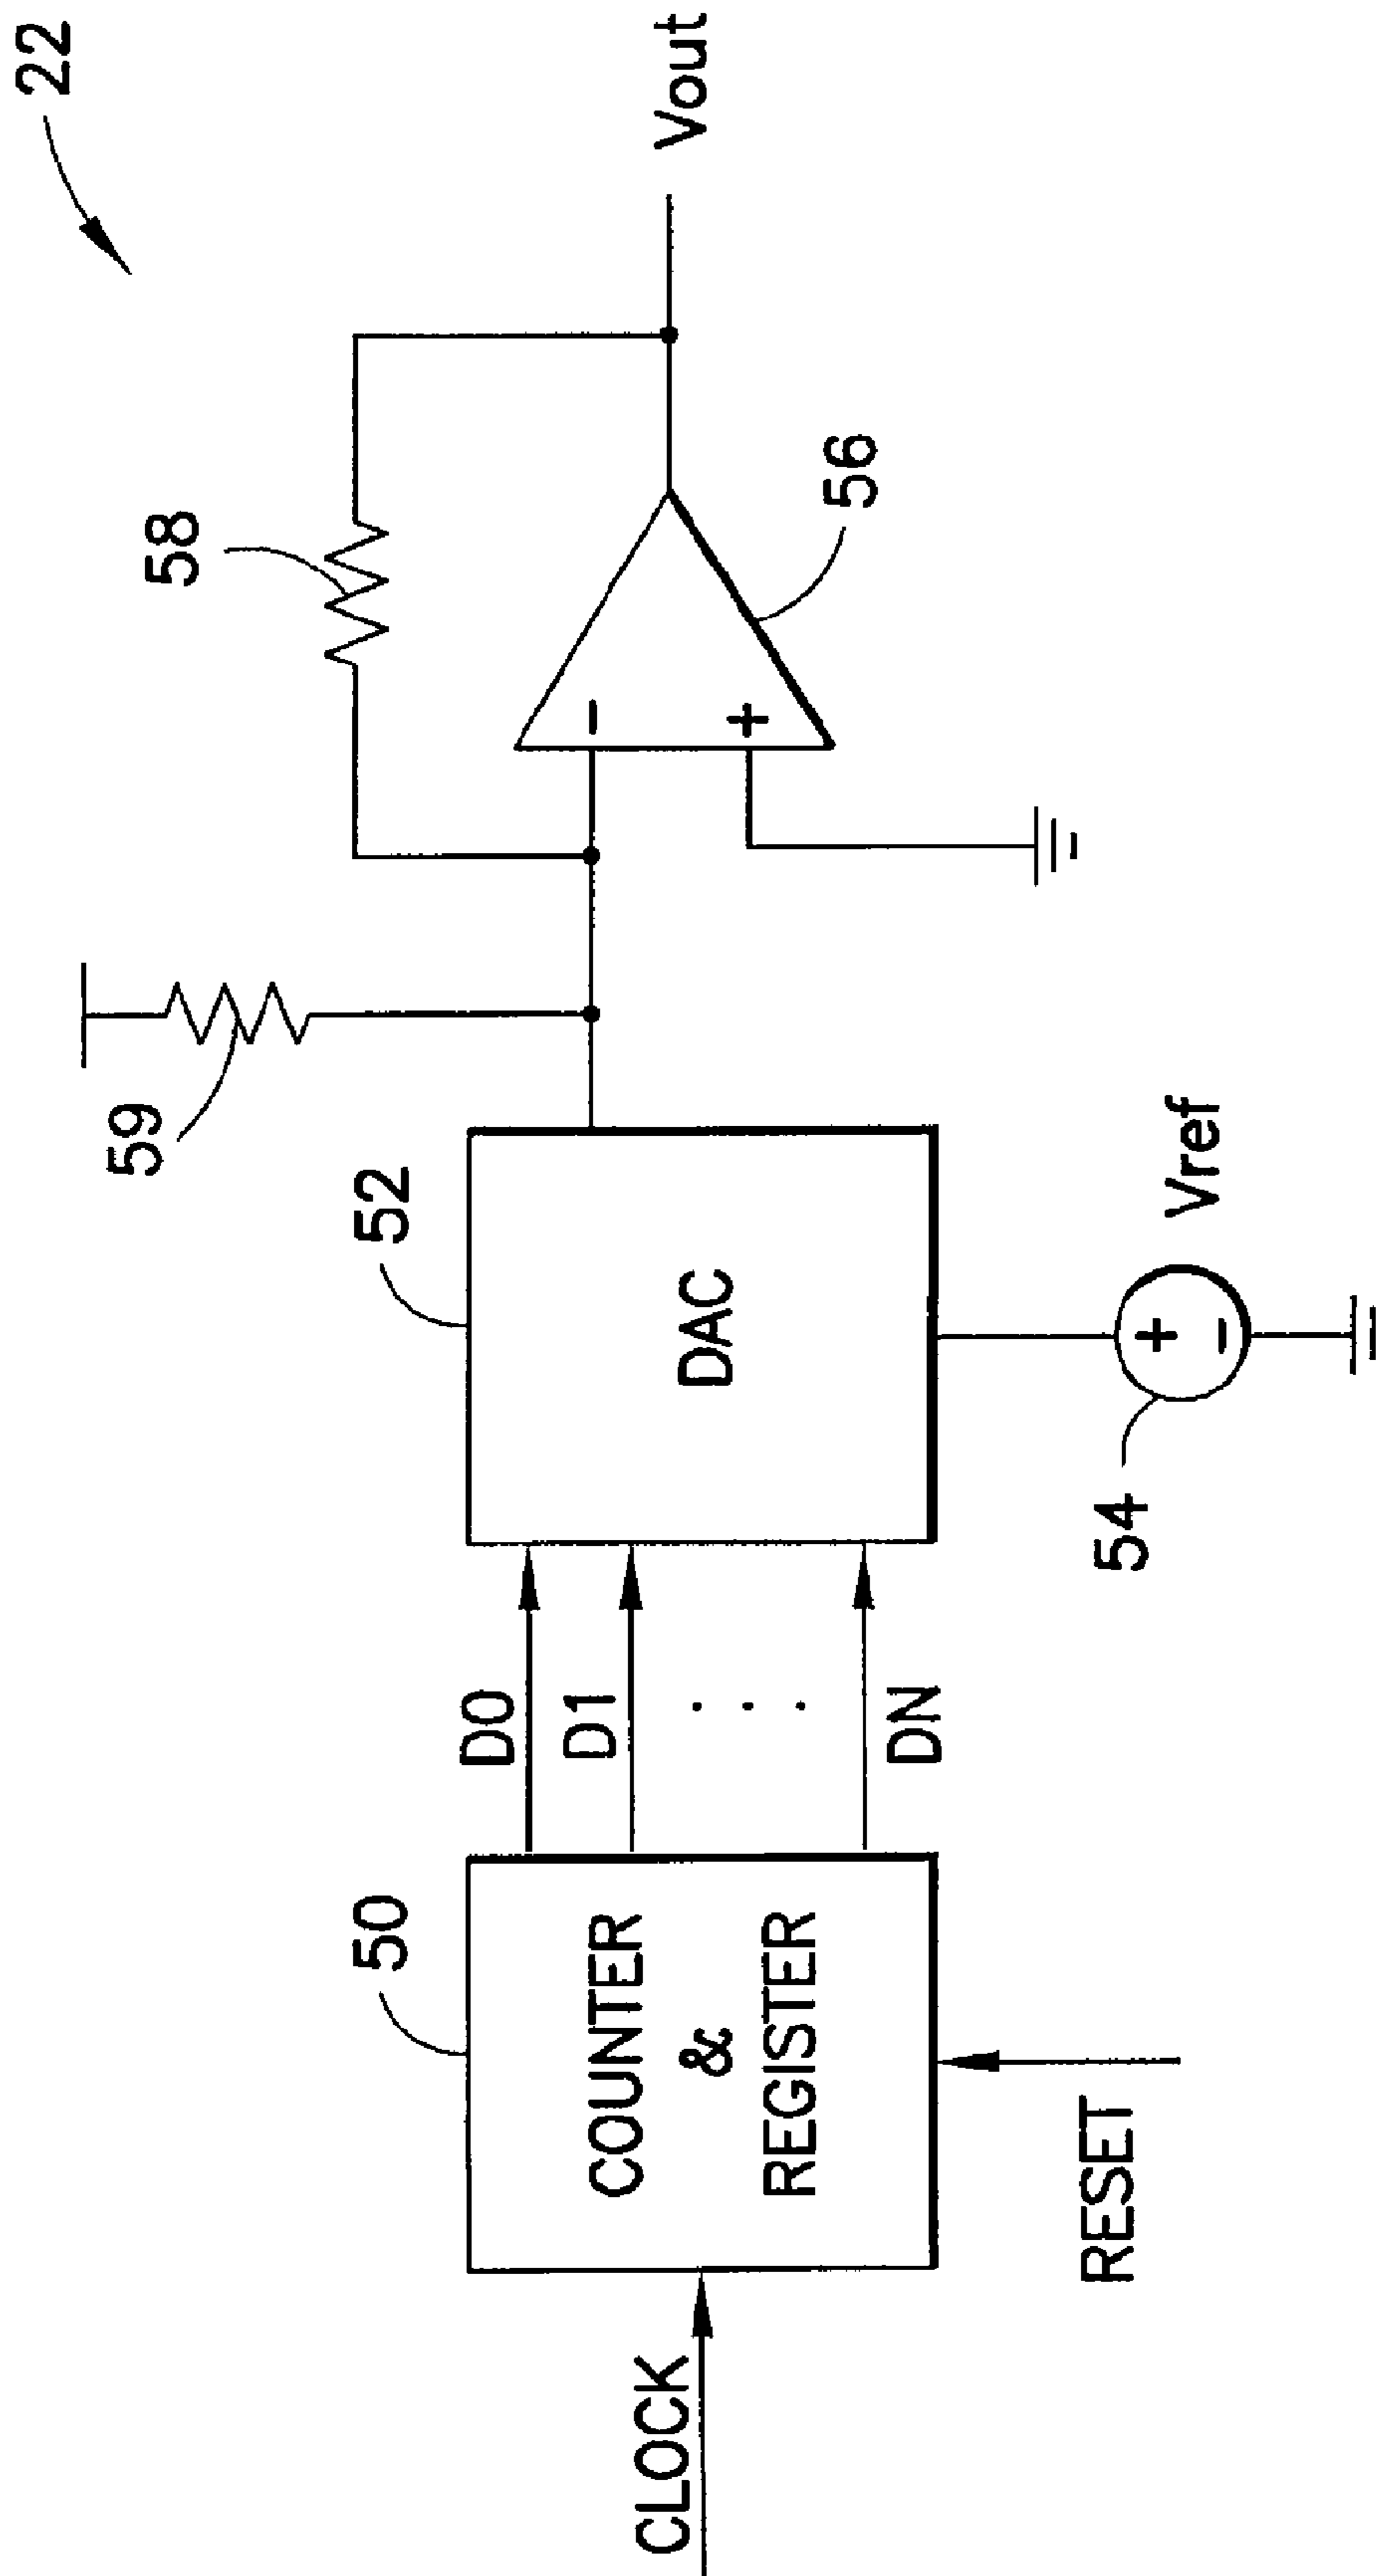 22
58
59
Vout
52
56
50
D0
D1
. . .
DN
DAC
-
+
COUNTER
&
REGISTER
CLOCK
RESET
54
+
-
Vref